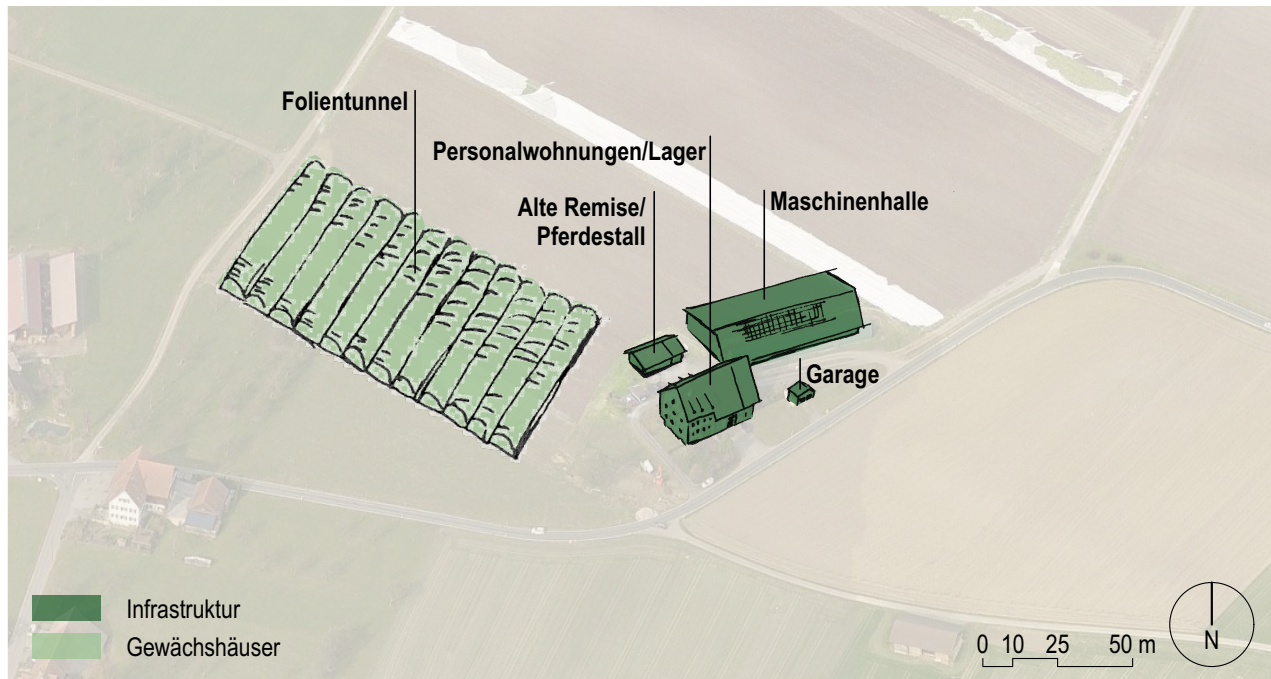 Folientunnel
Personalwohnungen/Lager
Alte Remise/
Pferdestall
Maschinenhalle
Garage
Infrastruktur
Gewächshäuser
0 10 25 50 m
N